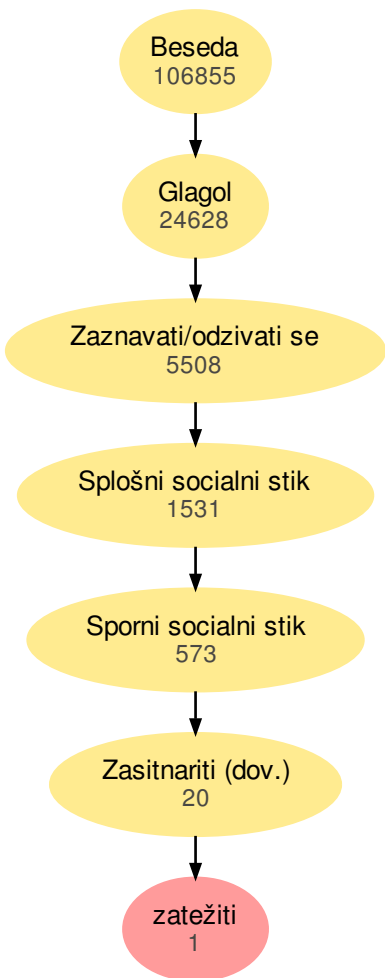 Beseda
106855
Glagol
24628
Zaznavati/odzivati se
5508
Splošni socialni stik
1531
Sporni socialni stik
573
Zasitnariti (dov.)
20
zatežiti
1